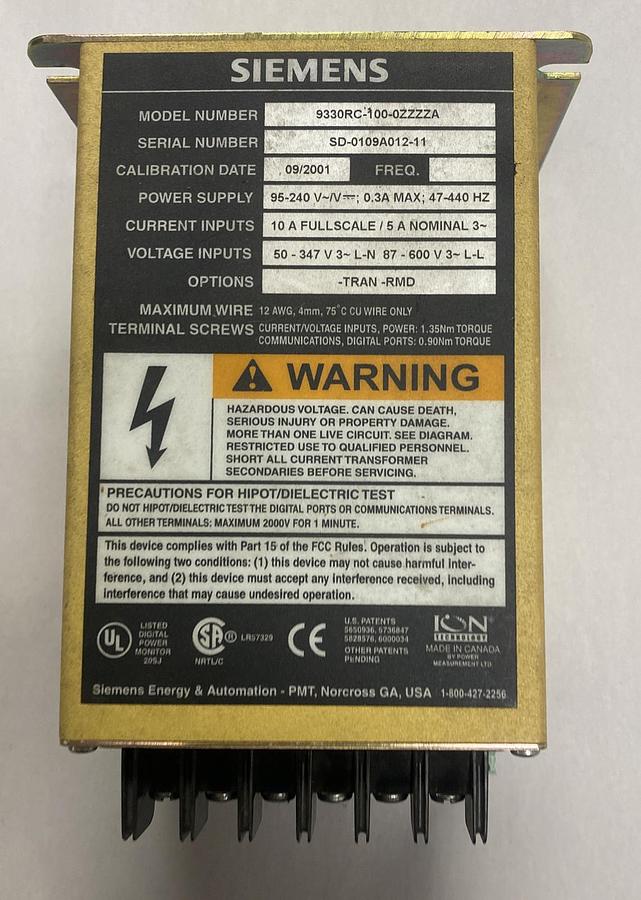 SIEMENS
MODEL NUMBER 9330RC-100-0ZZZZA
SERIAL NUMBER SD-0109A012-11
CALIBRATION DATE 09/2001 FREQ.
POWER SUPPLY 95-240 V~/V⎓; 0.3A MAX; 47-440 HZ
CURRENT INPUTS 10 A FULLSCALE / 5 A NOMINAL 3~
VOLTAGE INPUTS 50 - 347 V 3~ L-N 87 - 600 V 3~ L-L
OPTIONS -TRAN -RMD
MAXIMUM WIRE 12 AWG, 4mm, 75°C CU WIRE ONLY
TERMINAL SCREWS CURRENT/VOLTAGE INPUTS, POWER: 1.35Nm TORQUE
COMMUNICATIONS, DIGITAL PORTS: 0.90Nm TORQUE
WARNING
HAZARDOUS VOLTAGE. CAN CAUSE DEATH,
SERIOUS INJURY OR PROPERTY DAMAGE.
MORE THAN ONE LIVE CIRCUIT. SEE DIAGRAM.
RESTRICTED USE TO QUALIFIED PERSONNEL.
SHORT ALL CURRENT TRANSFORMER
SECONDARIES BEFORE SERVICING.
PRECAUTIONS FOR HIPOT/DIELECTRIC TEST
DO NOT HIPOT/DIELECTRIC TEST THE DIGITAL PORTS OR COMMUNICATIONS TERMINALS.
ALL OTHER TERMINALS: MAXIMUM 2000V FOR 1 MINUTE.
This device complies with Part 15 of the FCC Rules. Operation is subject to
the following two conditions: (1) this device may not cause harmful inter-
ference, and (2) this device must accept any interference received, including
interference that may cause undesired operation.
UL
LISTED
DIGITAL
POWER
MONITOR
20SJ
SA ® LR57329
NRTL/C
CE
U.S. PATENTS
5650936, 5736847
5828576, 6000034
OTHER PATENTS
PENDING
ION
TECHNOLOGY
MADE IN CANADA
BY POWER
MEASUREMENT LTD.
Siemens Energy & Automation - PMT, Norcross GA, USA 1-800-427-2256